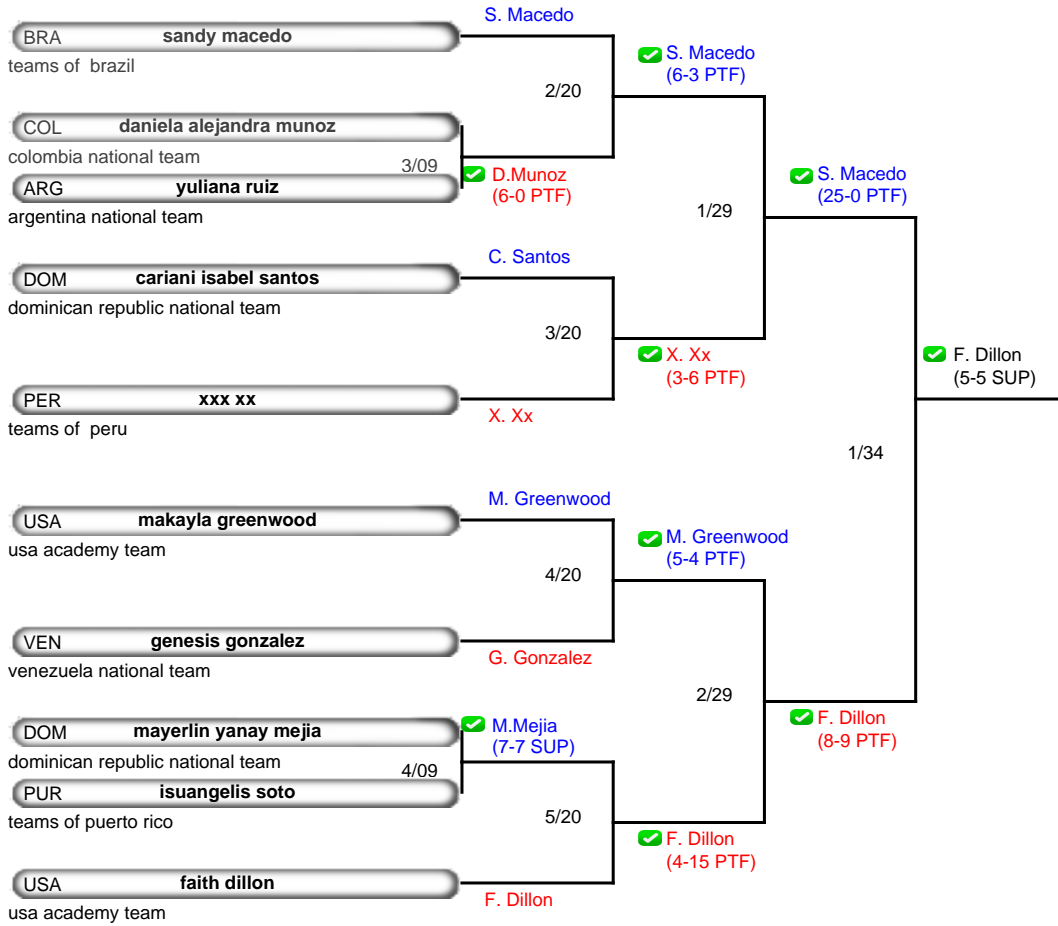 S. Macedo
BRA sandy macedo
teams of brazil
2/20
S. Macedo
(6-3 PTF)
COL daniela alejandra munoz
colombia national team
3/09
D.Munoz
(6-0 PTF)
ARG yuliana ruiz
argentina national team
1/29
S. Macedo
(25-0 PTF)
C. Santos
DOM cariani isabel santos
dominican republic national team
3/20
X. Xx
(3-6 PTF)
PER xxx xx
teams of peru
X. Xx
F. Dillon
(5-5 SUP)
1/34
M. Greenwood
USA makayla greenwood
usa academy team
4/20
M. Greenwood
(5-4 PTF)
VEN genesis gonzalez
venezuela national team
G. Gonzalez
2/29
F. Dillon
(8-9 PTF)
DOM mayerlin yanay mejia
dominican republic national team
4/09
M.Mejia
(7-7 SUP)
PUR isuangelis soto
teams of puerto rico
5/20
F. Dillon
(4-15 PTF)
USA faith dillon
usa academy team
F. Dillon